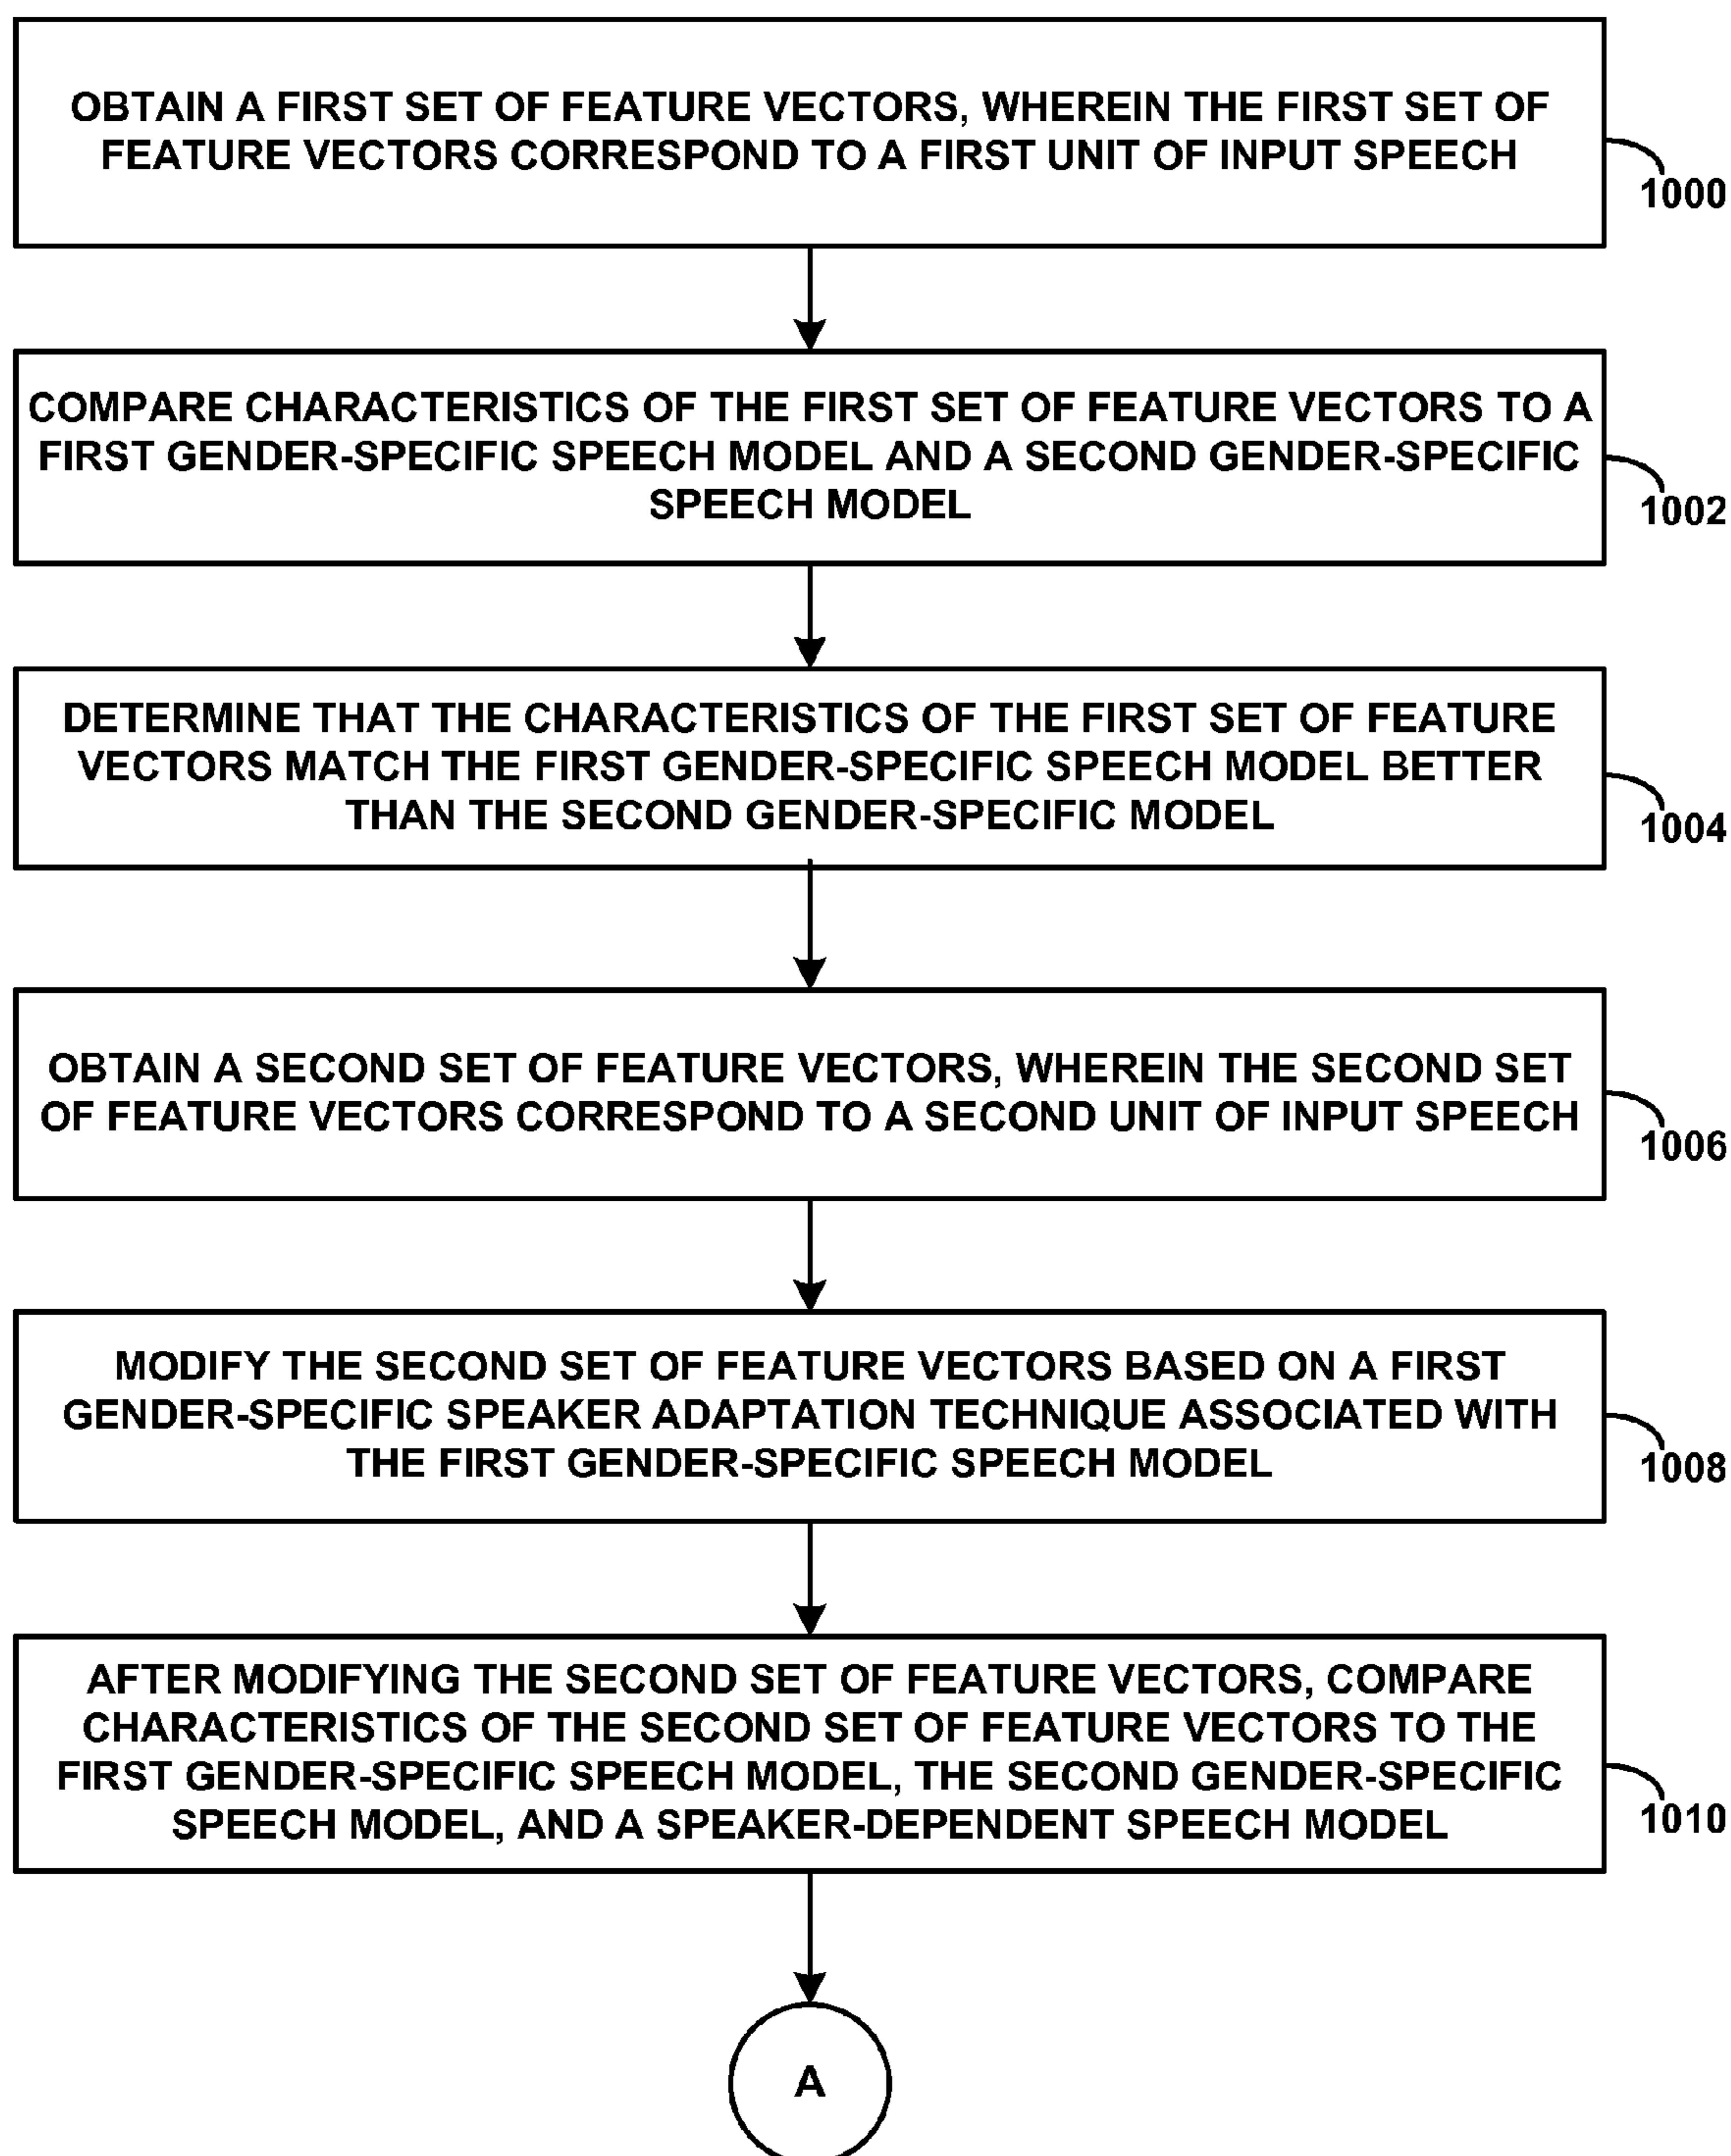 OBTAIN A FIRST SET OF FEATURE VECTORS, WHEREIN THE FIRST SET OF
FEATURE VECTORS CORRESPOND TO A FIRST UNIT OF INPUT SPEECH
1000
COMPARE CHARACTERISTICS OF THE FIRST SET OF FEATURE VECTORS TO A
FIRST GENDER-SPECIFIC SPEECH MODEL AND A SECOND GENDER-SPECIFIC
SPEECH MODEL
1002
DETERMINE THAT THE CHARACTERISTICS OF THE FIRST SET OF FEATURE
VECTORS MATCH THE FIRST GENDER-SPECIFIC SPEECH MODEL BETTER
THAN THE SECOND GENDER-SPECIFIC MODEL
1004
OBTAIN A SECOND SET OF FEATURE VECTORS, WHEREIN THE SECOND SET
OF FEATURE VECTORS CORRESPOND TO A SECOND UNIT OF INPUT SPEECH
1006
MODIFY THE SECOND SET OF FEATURE VECTORS BASED ON A FIRST
GENDER-SPECIFIC SPEAKER ADAPTATION TECHNIQUE ASSOCIATED WITH
THE FIRST GENDER-SPECIFIC SPEECH MODEL
1008
AFTER MODIFYING THE SECOND SET OF FEATURE VECTORS, COMPARE
CHARACTERISTICS OF THE SECOND SET OF FEATURE VECTORS TO THE
FIRST GENDER-SPECIFIC SPEECH MODEL, THE SECOND GENDER-SPECIFIC
SPEECH MODEL, AND A SPEAKER-DEPENDENT SPEECH MODEL
1010
A